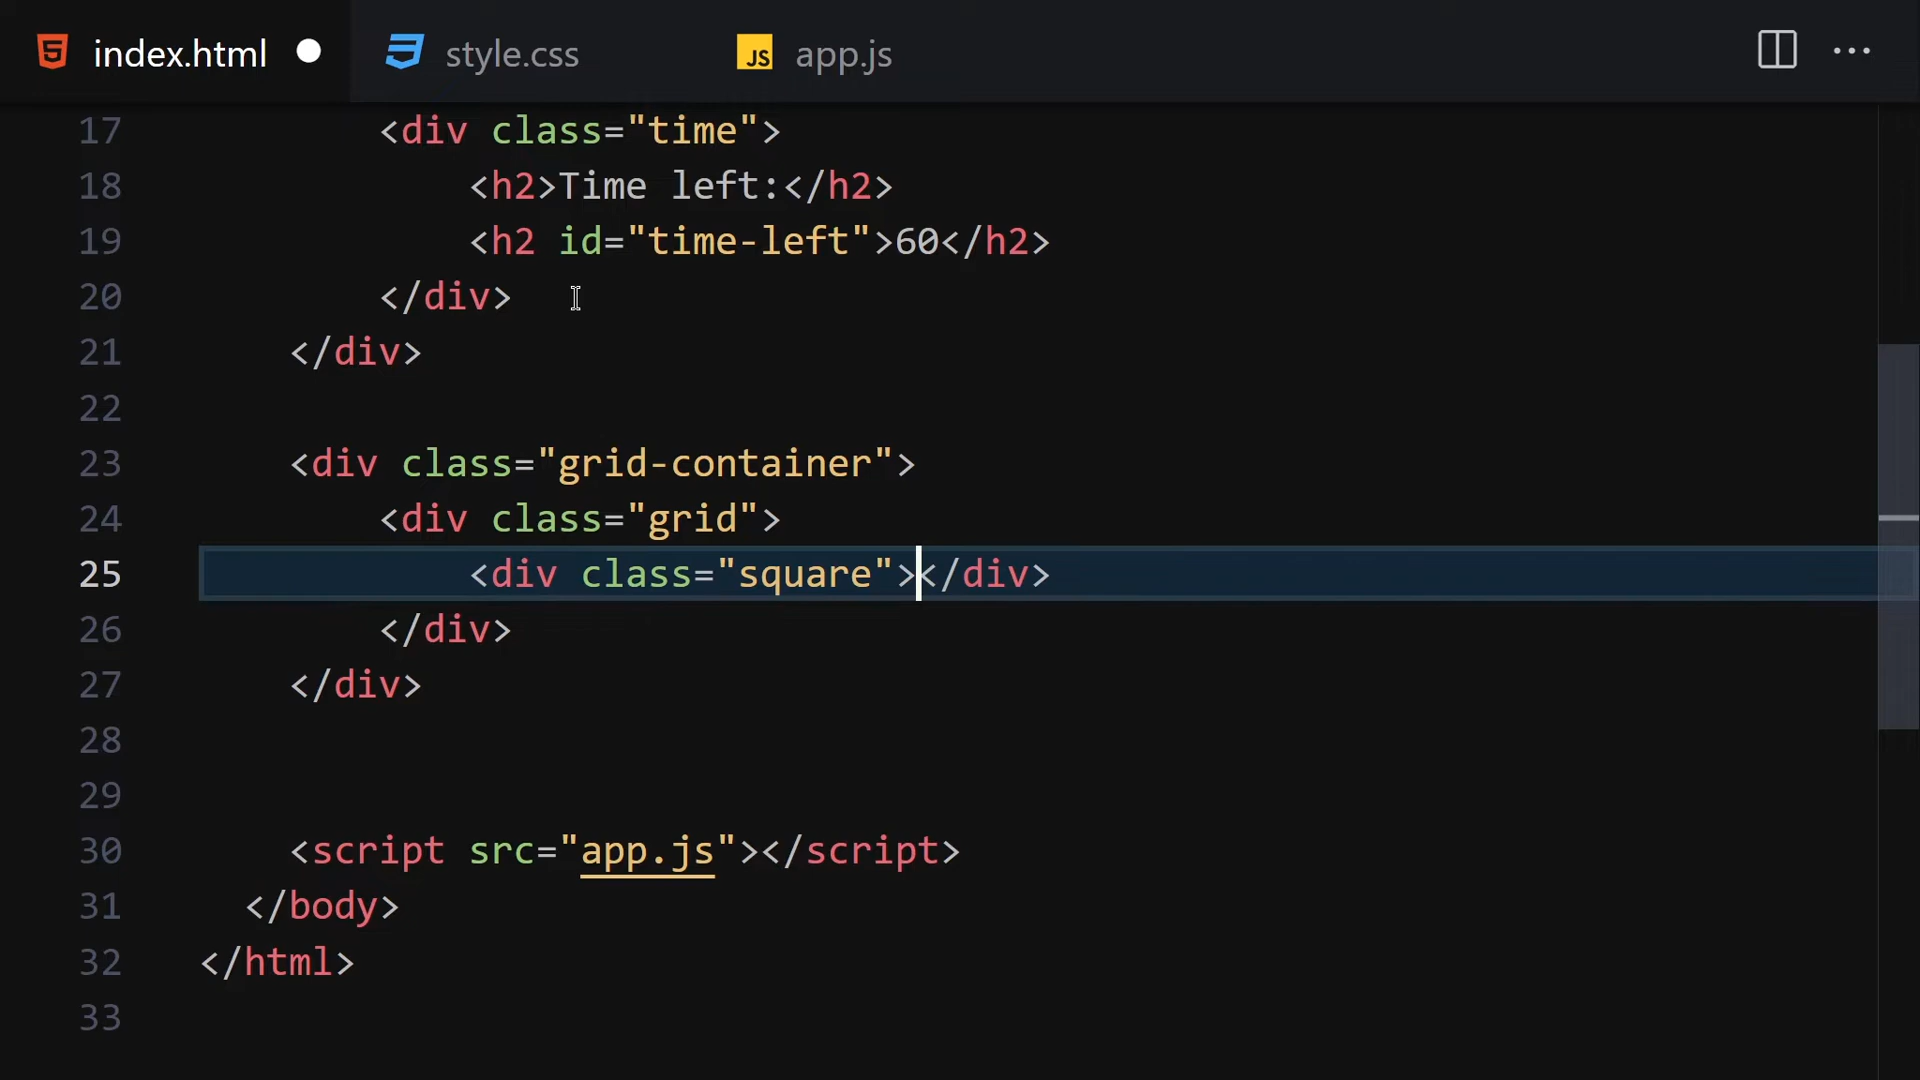 index.html style.css JS app.js
17 <div class="time">
18 <h2>Time left:</h2>
19 <h2 id="time-left">60</h2>
20 </div>
21 </div>
22
23 <div class="grid-container">
24 <div class="grid">
25 <div class="square"></div>
26 </div>
27 </div>
28
29
30 <script src="app.js"></script>
31 </body>
32 </html>
33